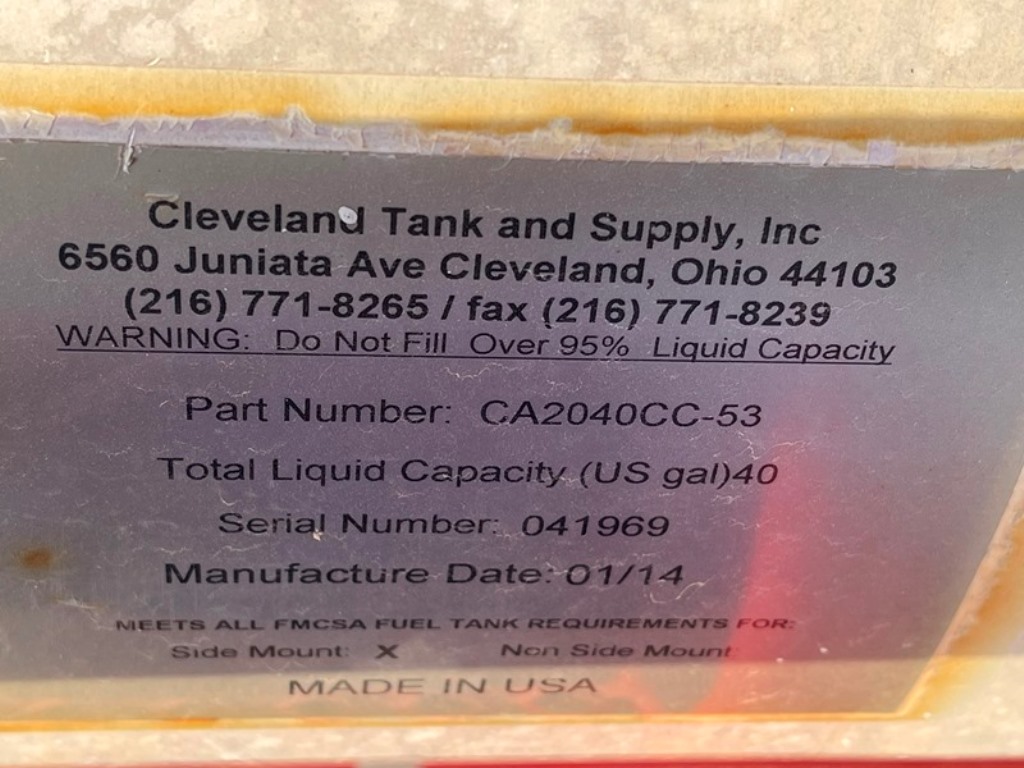 Cleveland Tank and Supply, Inc
6560 Juniata Ave Cleveland, Ohio 44103
(216) 771-8265 / fax (216) 771-8239
WARNING: Do Not Fill Over 95% Liquid Capacity
Part Number: CA2040CC-53
Total Liquid Capacity (US gal)40
Serial Number: 041969
Manufacture Date: 01/14
MEETS ALL FMCSA FUEL TANK REQUIREMENTS FOR:
Side Mount: X Non Side Mount
MADE IN USA